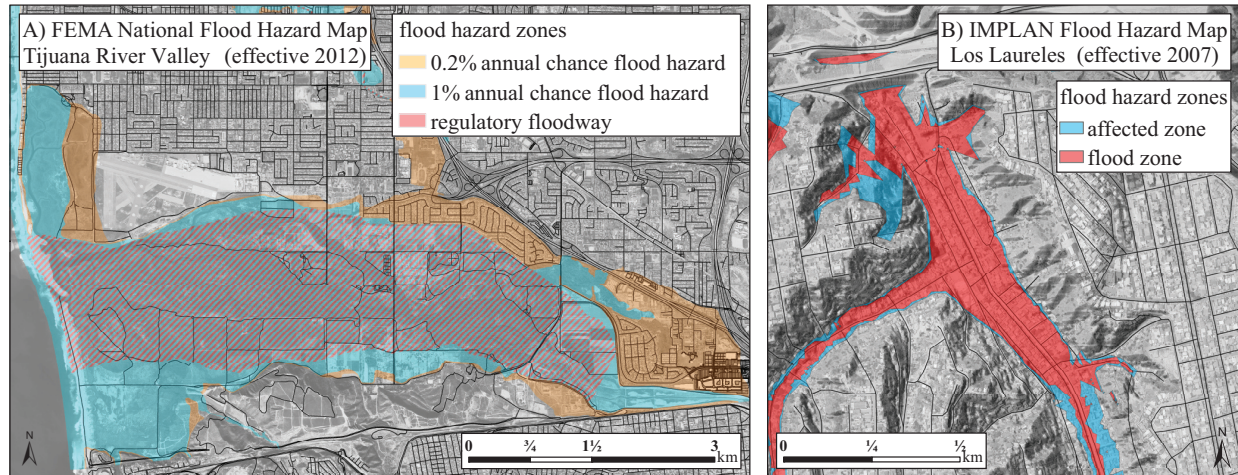 A) FEMA National Flood Hazard Map
Tijuana River Valley (effective 2012)
flood hazard zones
0.2% annual chance flood hazard
1% annual chance flood hazard
regulatory floodway
N
0 ¾ 1½ 3
km
B) IMPLAN Flood Hazard Map
Los Laureles (effective 2007)
flood hazard zones
affected zone
flood zone
0 ¼ ½
km
N